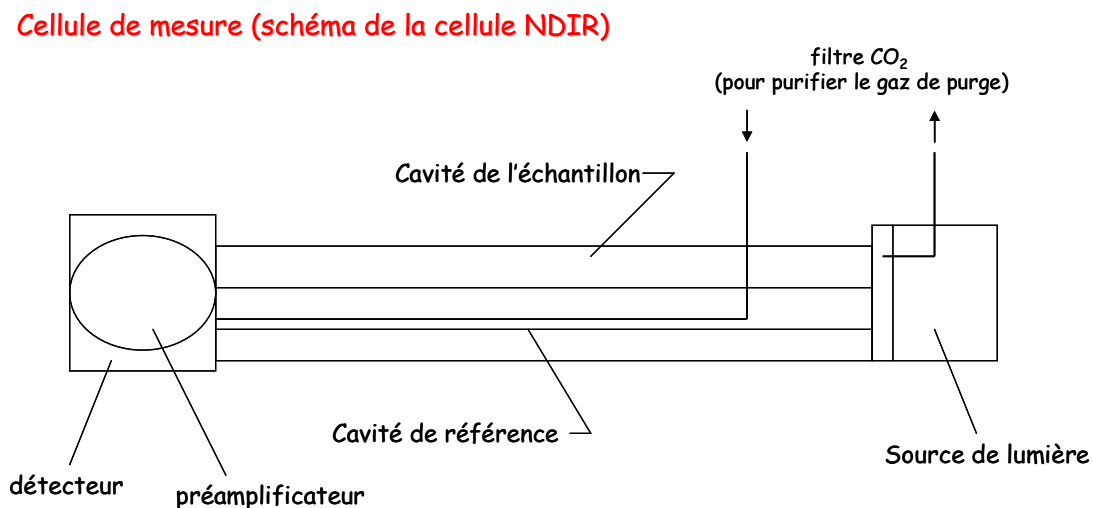 Cellule de mesure (schéma de la cellule NDIR)
filtre CO₂
(pour purifier le gaz de purge)
Cavité de l’échantillon
Cavité de référence
Source de lumière
détecteur
préamplificateur